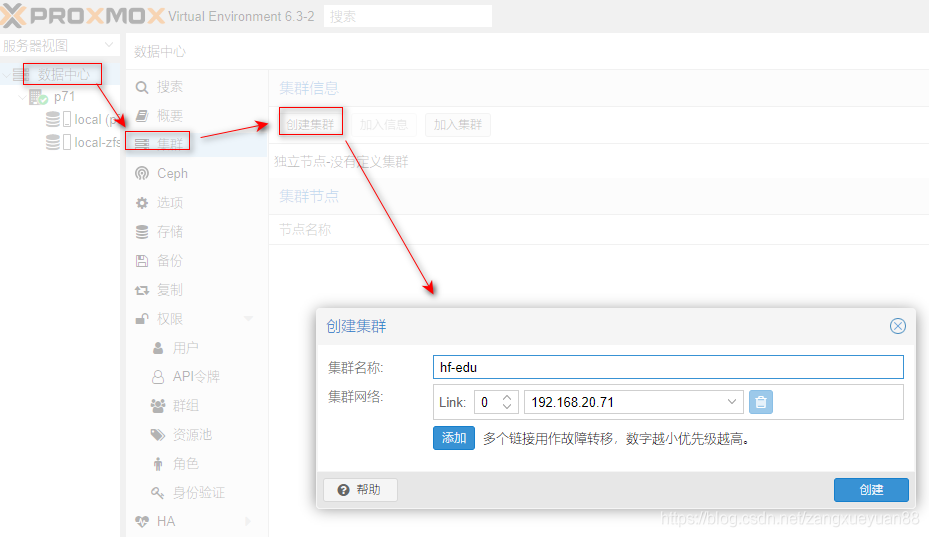 PROXMOX Virtual Environment 6.3-2 搜索
服务器视图
数据中心
p71
local (p
local-zfs
数据中心
搜索
概要
集群
Ceph
选项
存储
备份
复制
权限
用户
API令牌
群组
资源池
角色
身份验证
HA
集群信息
创建集群 加入信息 加入集群
独立节点-没有定义集群
集群节点
节点名称
创建集群
集群名称: hf-edu
集群网络: Link: 0 192.168.20.71
添加 多个链接用作故障转移，数字越小优先级越高。
帮助 创建
https://blog.csdn.net/zangxueyuan88